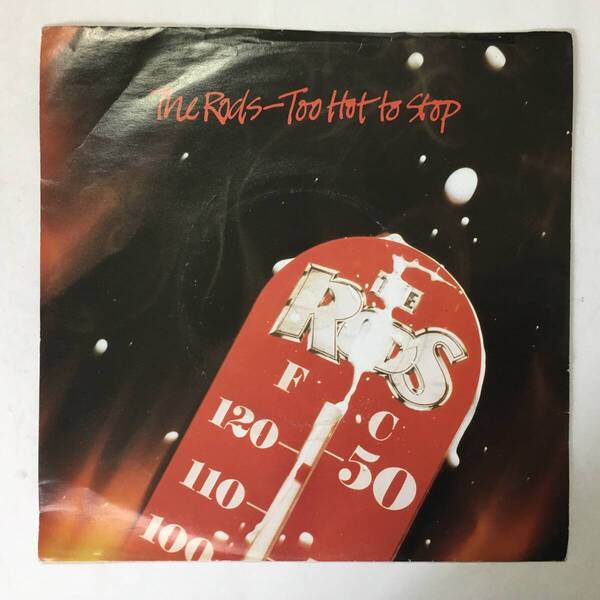 The Rods–Too Hot to Stop
THE
RODS
F
C
120
50
110
100